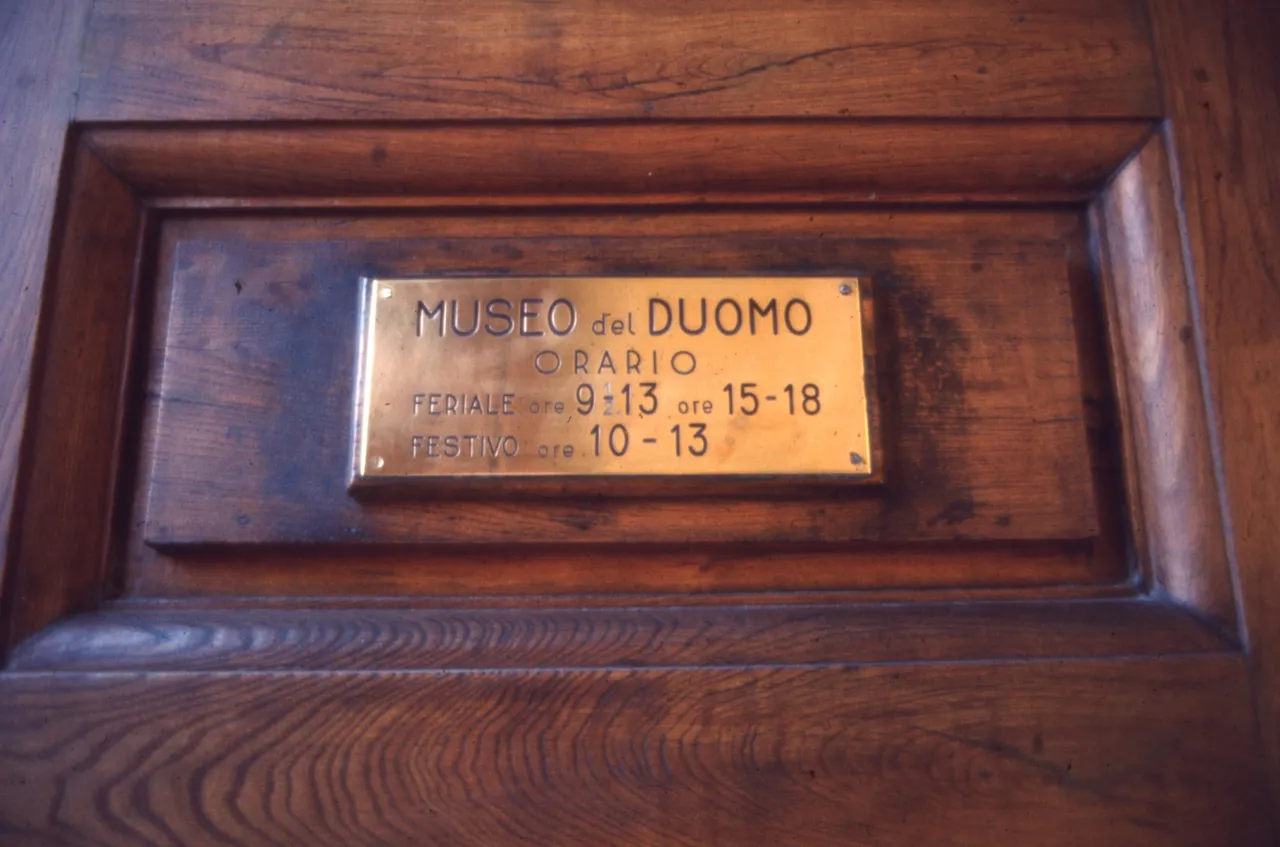 MUSEO del DUOMO
ORARIO
FERIALE ore 9½-13 ore 15-18
FESTIVO ore 10-13